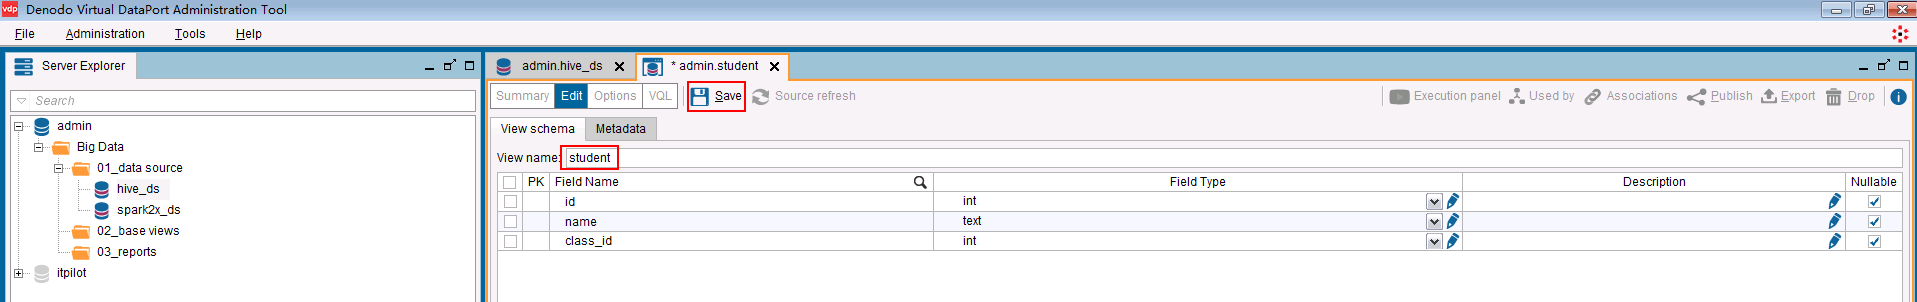 vdp Denodo Virtual DataPort Administration Tool
File Administration Tools Help
Server Explorer
Search
admin
Big Data
01_data source
hive_ds
spark2x_ds
02_base views
03_reports
itpilot
admin.hive_ds * admin.student
Summary Edit Options VQL Save Source refresh Execution panel Used by Associations Publish Export Drop
View schema Metadata
View name: student
PK Field Name Field Type Description Nullable
id int
name text
class_id int